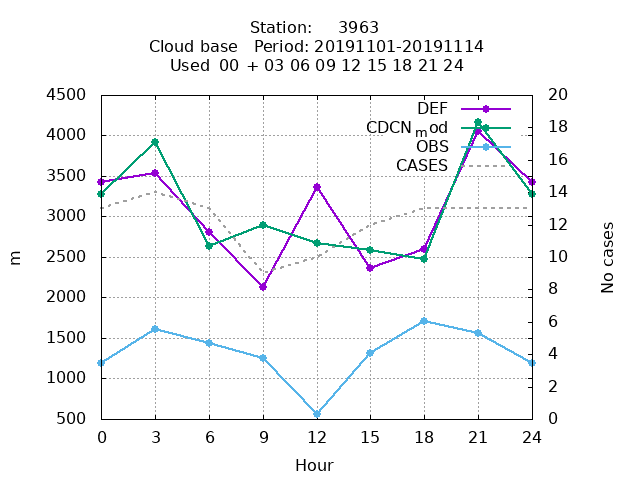 Station: 3963
Cloud base Period: 20191101-20191114
Used 00 + 03 06 09 12 15 18 21 24
4500
4000
3500
3000
2500
2000
1500
1000
500
m
20
18
16
14
12
10
8
6
4
2
0
No cases
DEF
CDCN mod
OBS
CASES
0 3 6 9 12 15 18 21 24
Hour